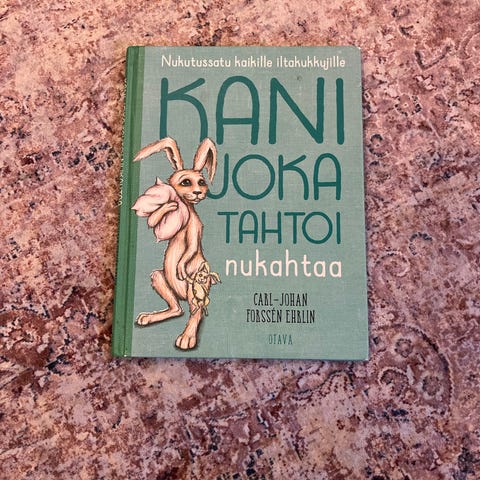 Nukutussatu kaikille iltakukkujille
KANI
JOKA
TAHTOI
nukahtaa
CARL-JOHAN
FORSSÉN EHRLIN
OTAVA